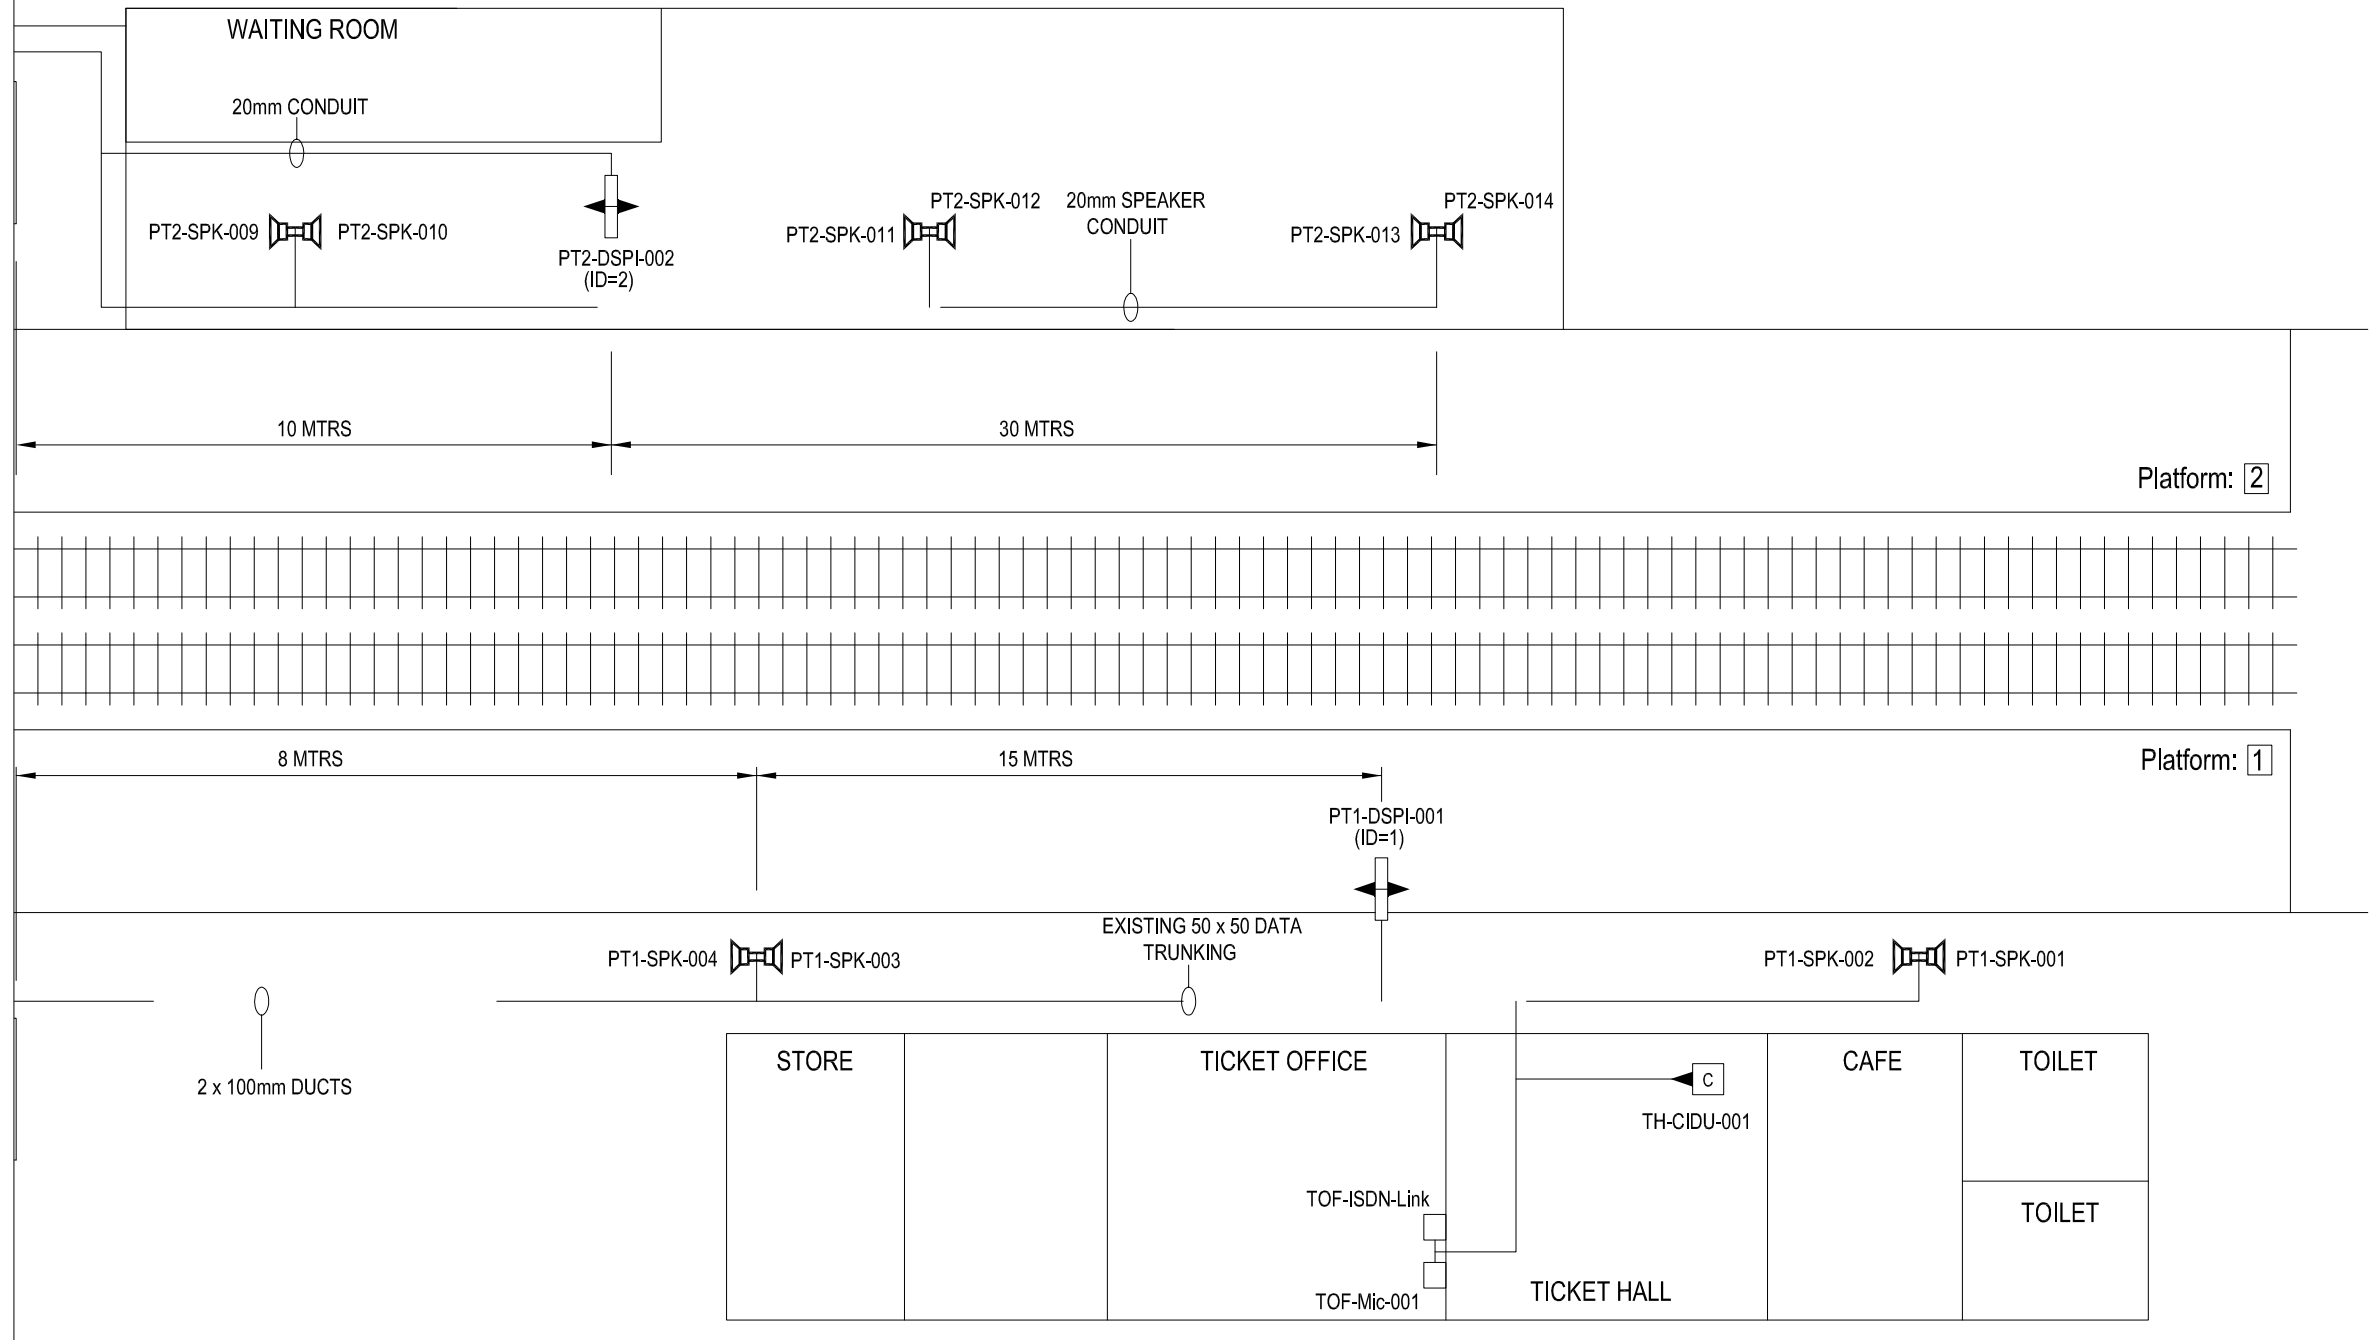 WAITING ROOM
20mm CONDUIT
PT2-SPK-009
PT2-SPK-010
PT2-DSPI-002
(ID=2)
PT2-SPK-011
PT2-SPK-012
20mm SPEAKER
CONDUIT
PT2-SPK-013
PT2-SPK-014
10 MTRS
30 MTRS
Platform: 2
8 MTRS
15 MTRS
Platform: 1
PT1-DSPI-001
(ID=1)
PT1-SPK-004
PT1-SPK-003
EXISTING 50 x 50 DATA
TRUNKING
PT1-SPK-002
PT1-SPK-001
2 x 100mm DUCTS
STORE
TICKET OFFICE
C
TH-CIDU-001
CAFE
TOILET
TOF-ISDN-Link
TOF-Mic-001
TICKET HALL
TOILET